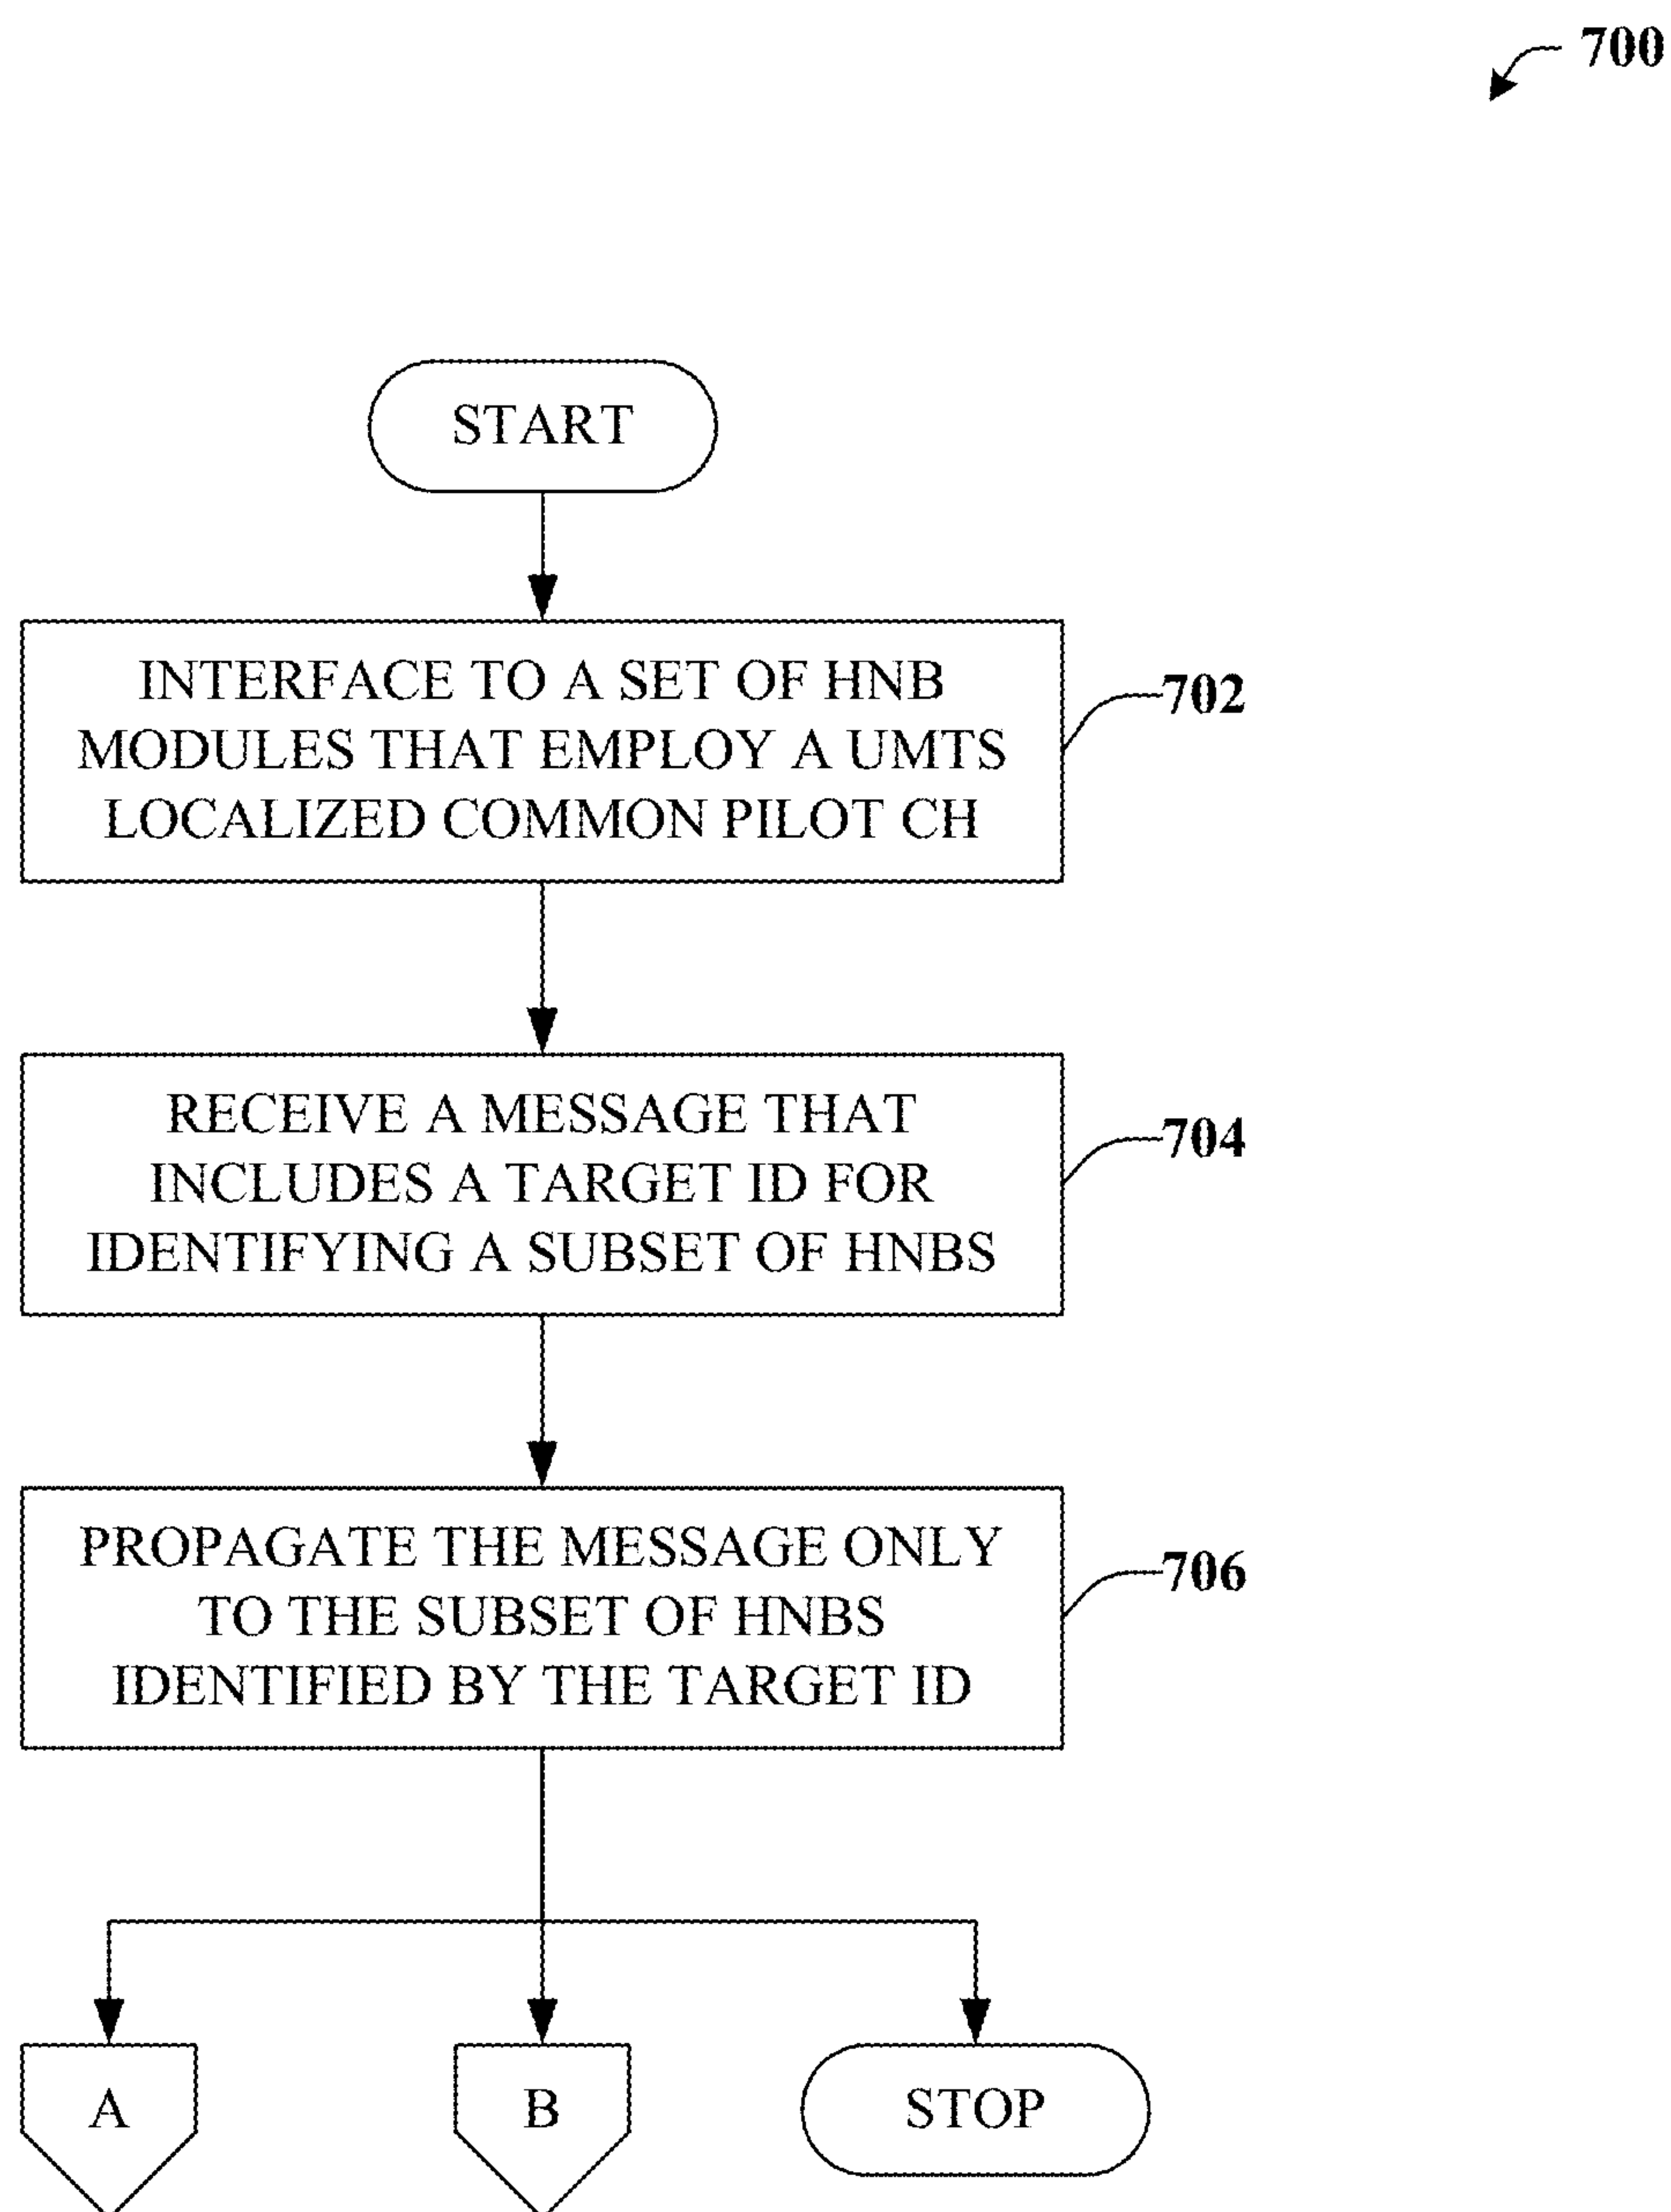 700
START
INTERFACE TO A SET OF HNB
MODULES THAT EMPLOY A UMTS
LOCALIZED COMMON PILOT CH
702
RECEIVE A MESSAGE THAT
INCLUDES A TARGET ID FOR
IDENTIFYING A SUBSET OF HNBS
704
PROPAGATE THE MESSAGE ONLY
TO THE SUBSET OF HNBS
IDENTIFIED BY THE TARGET ID
706
A
B
STOP